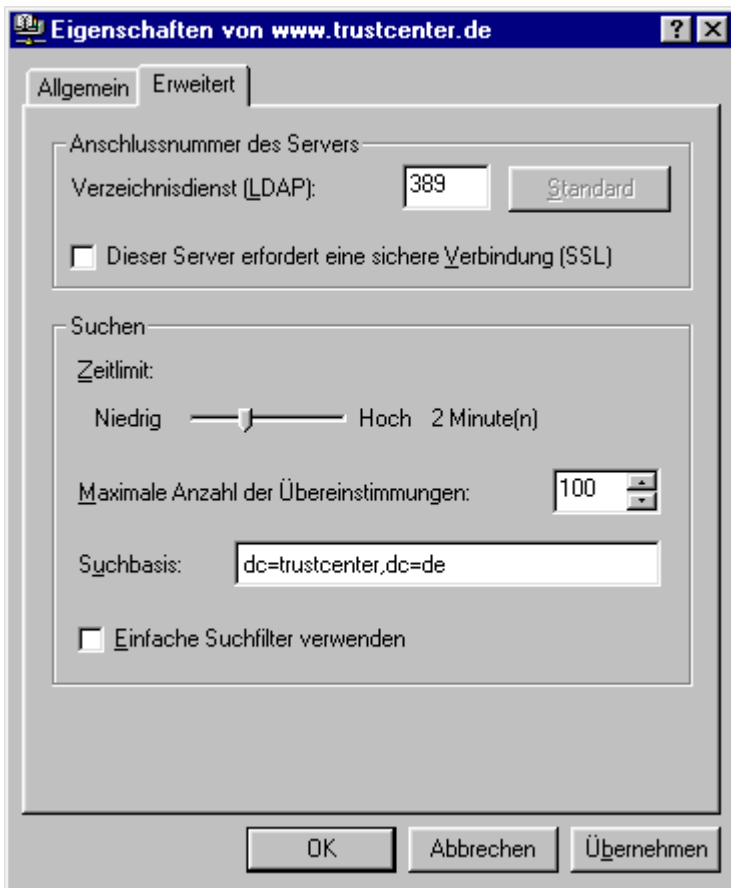 Eigenschaften von www.trustcenter.de
Allgemein Erweitert
Anschlussnummer des Servers
Verzeichnisdienst (LDAP): 389 Standard
Dieser Server erfordert eine sichere Verbindung (SSL)
Suchen
Zeitlimit:
Niedrig Hoch 2 Minute(n)
Maximale Anzahl der Übereinstimmungen: 100
Suchbasis: dc=trustcenter,dc=de
Einfache Suchfilter verwenden
OK Abbrechen Übernehmen